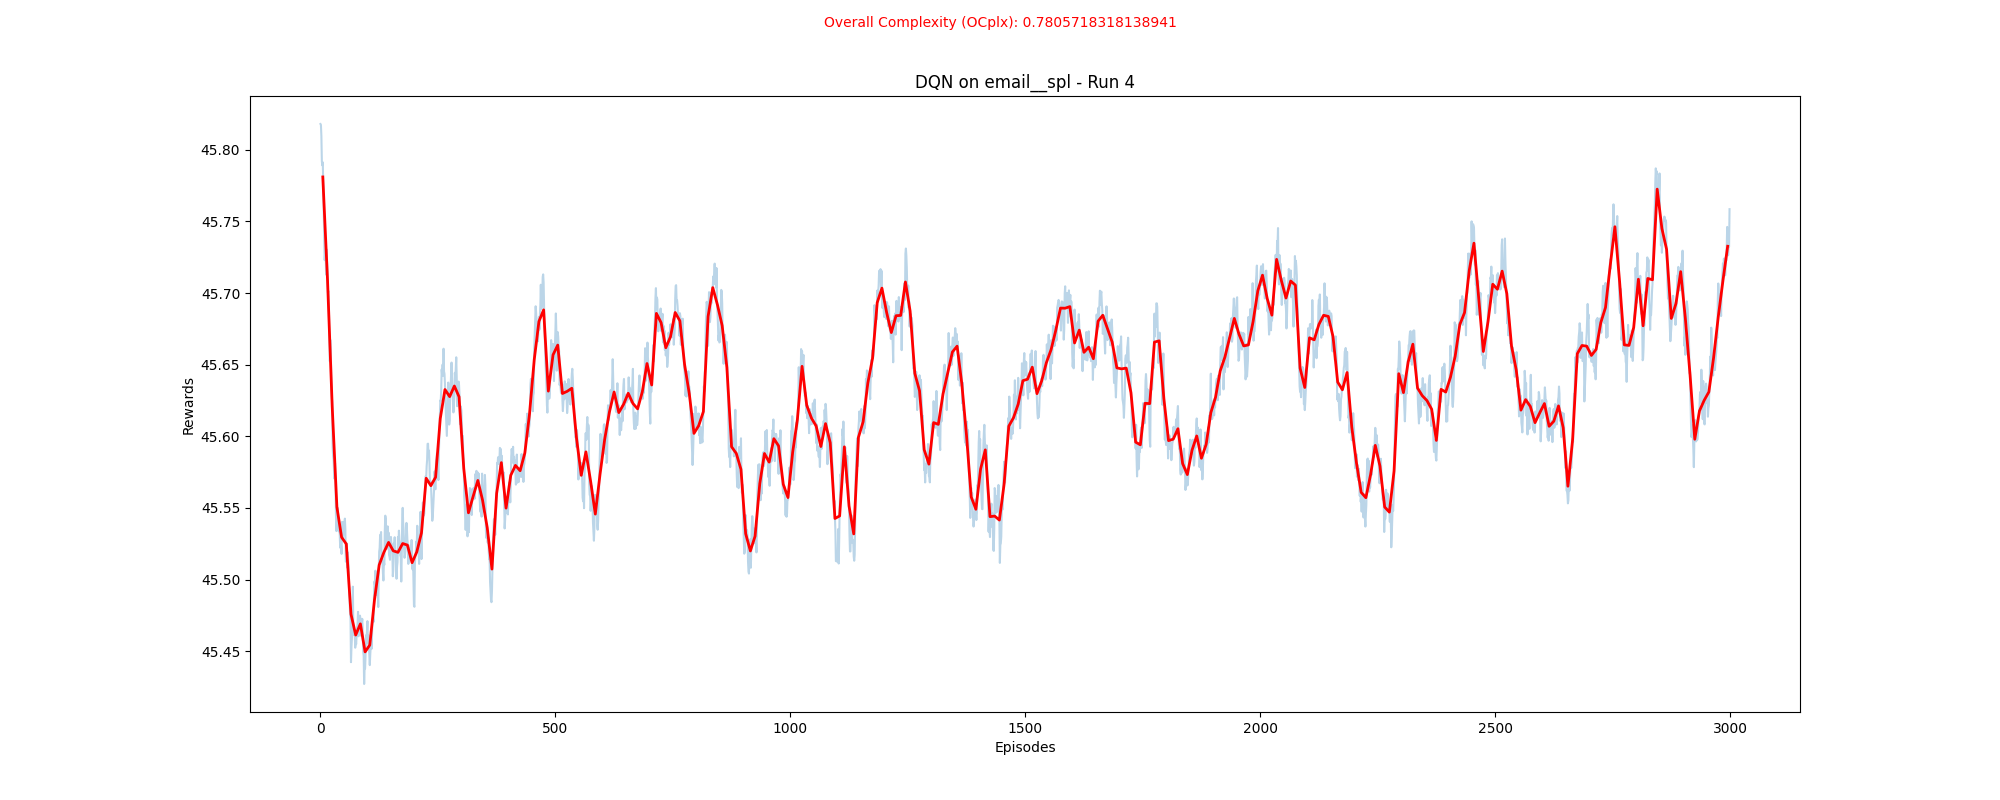 Overall Complexity (OCplx): 0.7805718318138941
DQN on email__spl - Run 4
45.80
45.75
45.70
45.65
45.60
45.55
45.50
45.45
Rewards
0 500 1000 1500 2000 2500 3000
Episodes